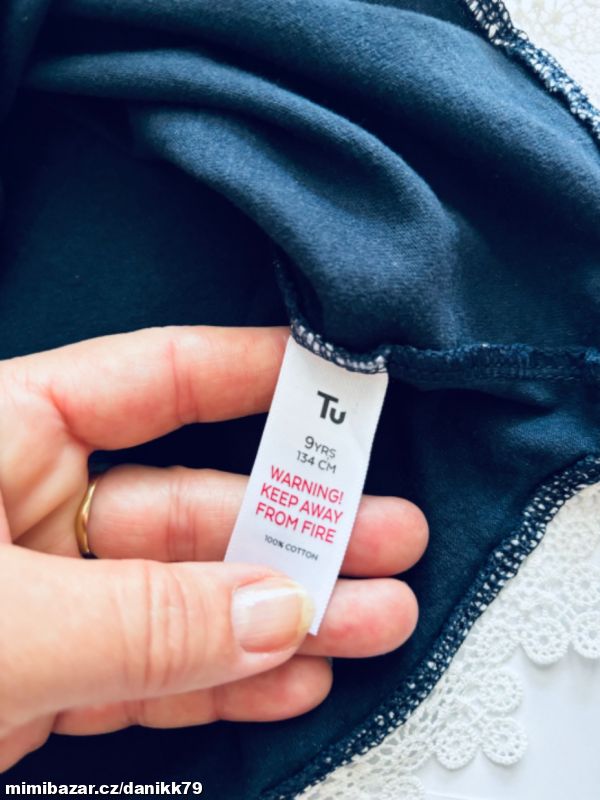 Tu
9YRS
134 CM
WARNING!
KEEP AWAY
FROM FIRE
100% COTTON
mimibazar.cz/danikk79